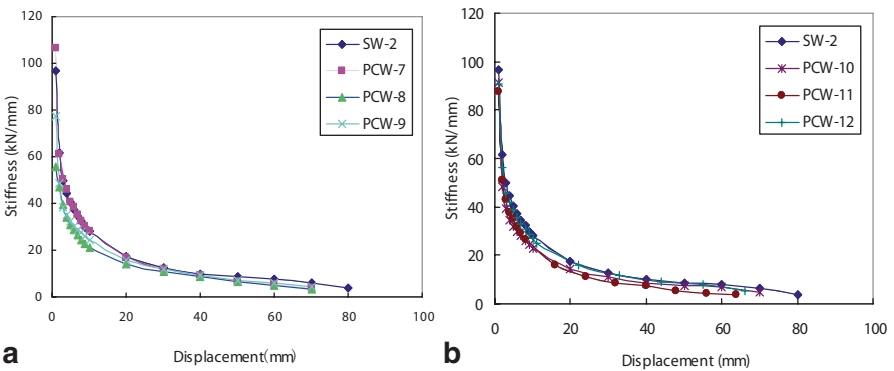 120
100
80
60
40
20
0
0 20 40 60 80 100
Stiffness (kN/mm)
Displacement(mm)
SW-2
PCW-7
PCW-8
PCW-9
a
120
100
80
60
40
20
0
0 20 40 60 80 100
Stiffness (kN/mm)
Displacement (mm)
SW-2
PCW-10
PCW-11
PCW-12
b